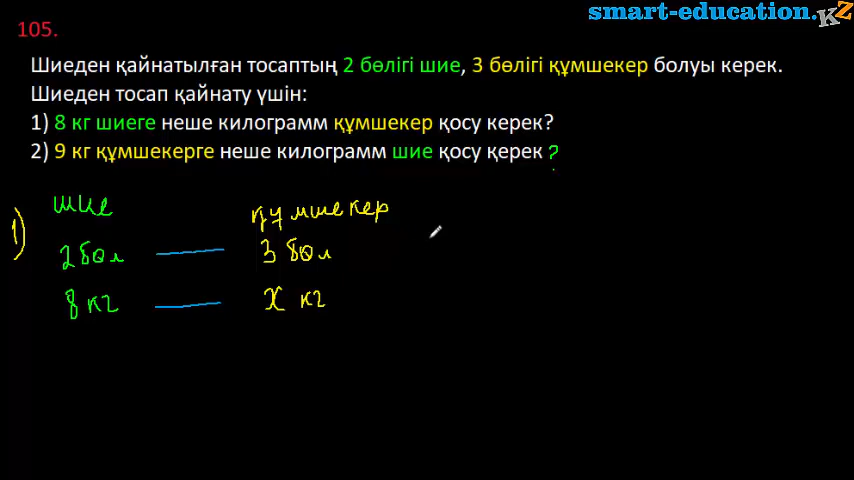 smart-education.KZ
105.
Шиеден қайнатылған тосаптың 2 бөлігі шие, 3 бөлігі құмшекер болуы керек.
Шиеден тосап қайнату үшін:
1) 8 кг шиеге неше килограмм құмшекер қосу керек?
2) 9 кг құмшекерге неше килограмм шие қосу қерек ?
1) шие құмшекер
2 бөл — 3 бөл
8 кг — х кг